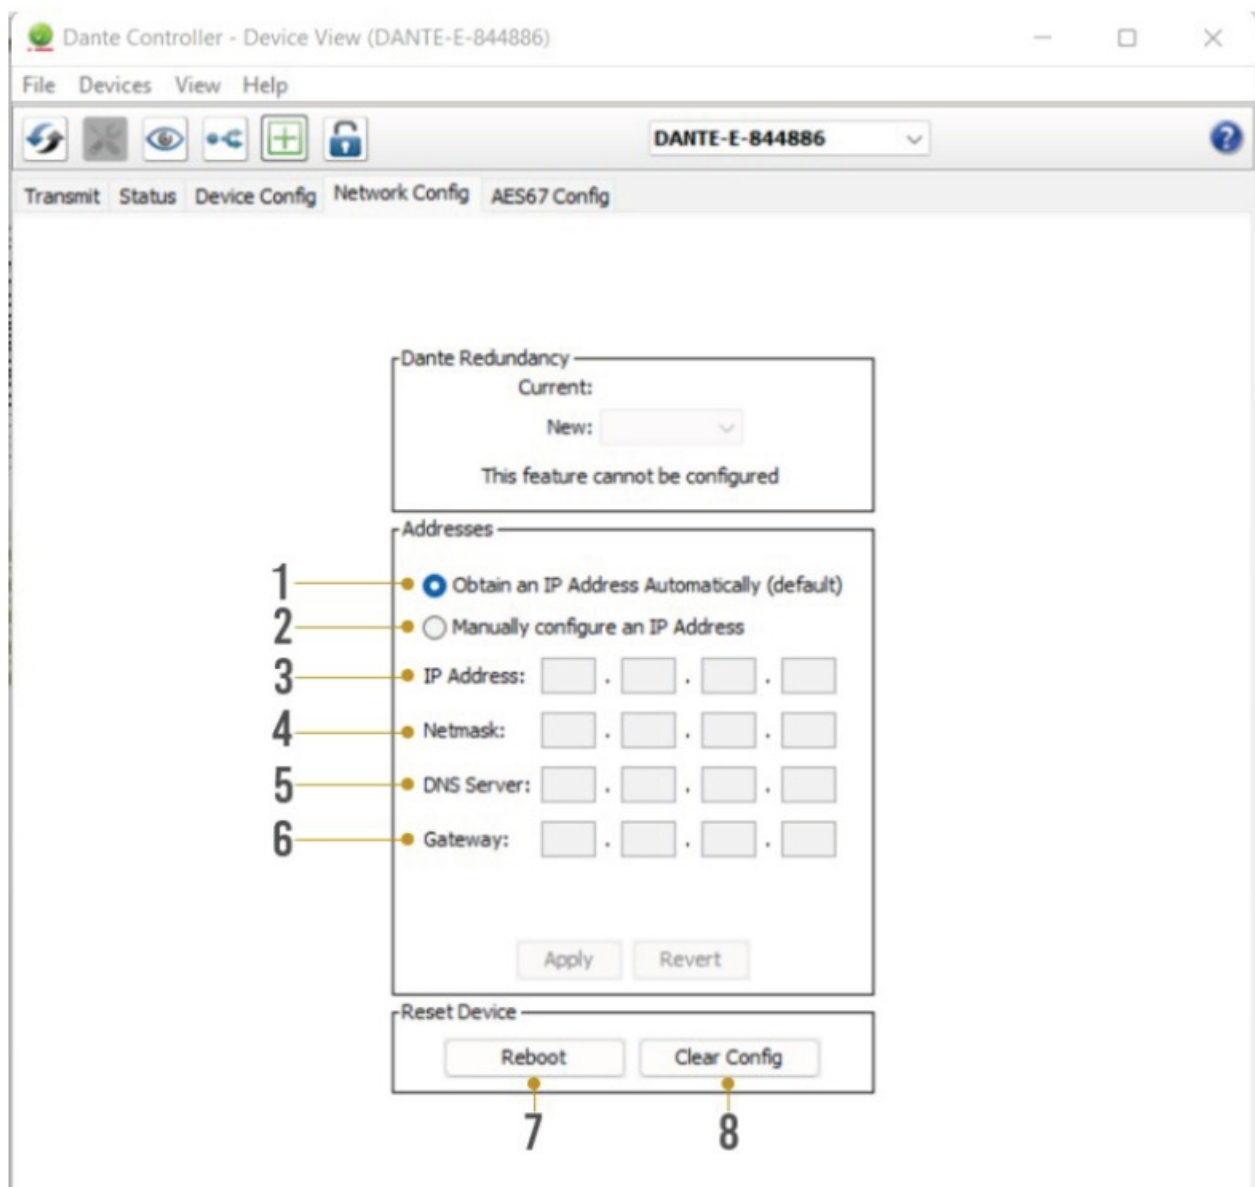 Dante Controller - Device View (DANTE-E-844886)
File Devices View Help
DANTE-E-844886
Transmit Status Device Config Network Config AES67 Config
Dante Redundancy
Current:
New:
This feature cannot be configured
Addresses
1 Obtain an IP Address Automatically (default)
2 Manually configure an IP Address
3 IP Address: . . .
4 Netmask: . . .
5 DNS Server: . . .
6 Gateway: . . .
Apply Revert
Reset Device
Reboot Clear Config
7 8